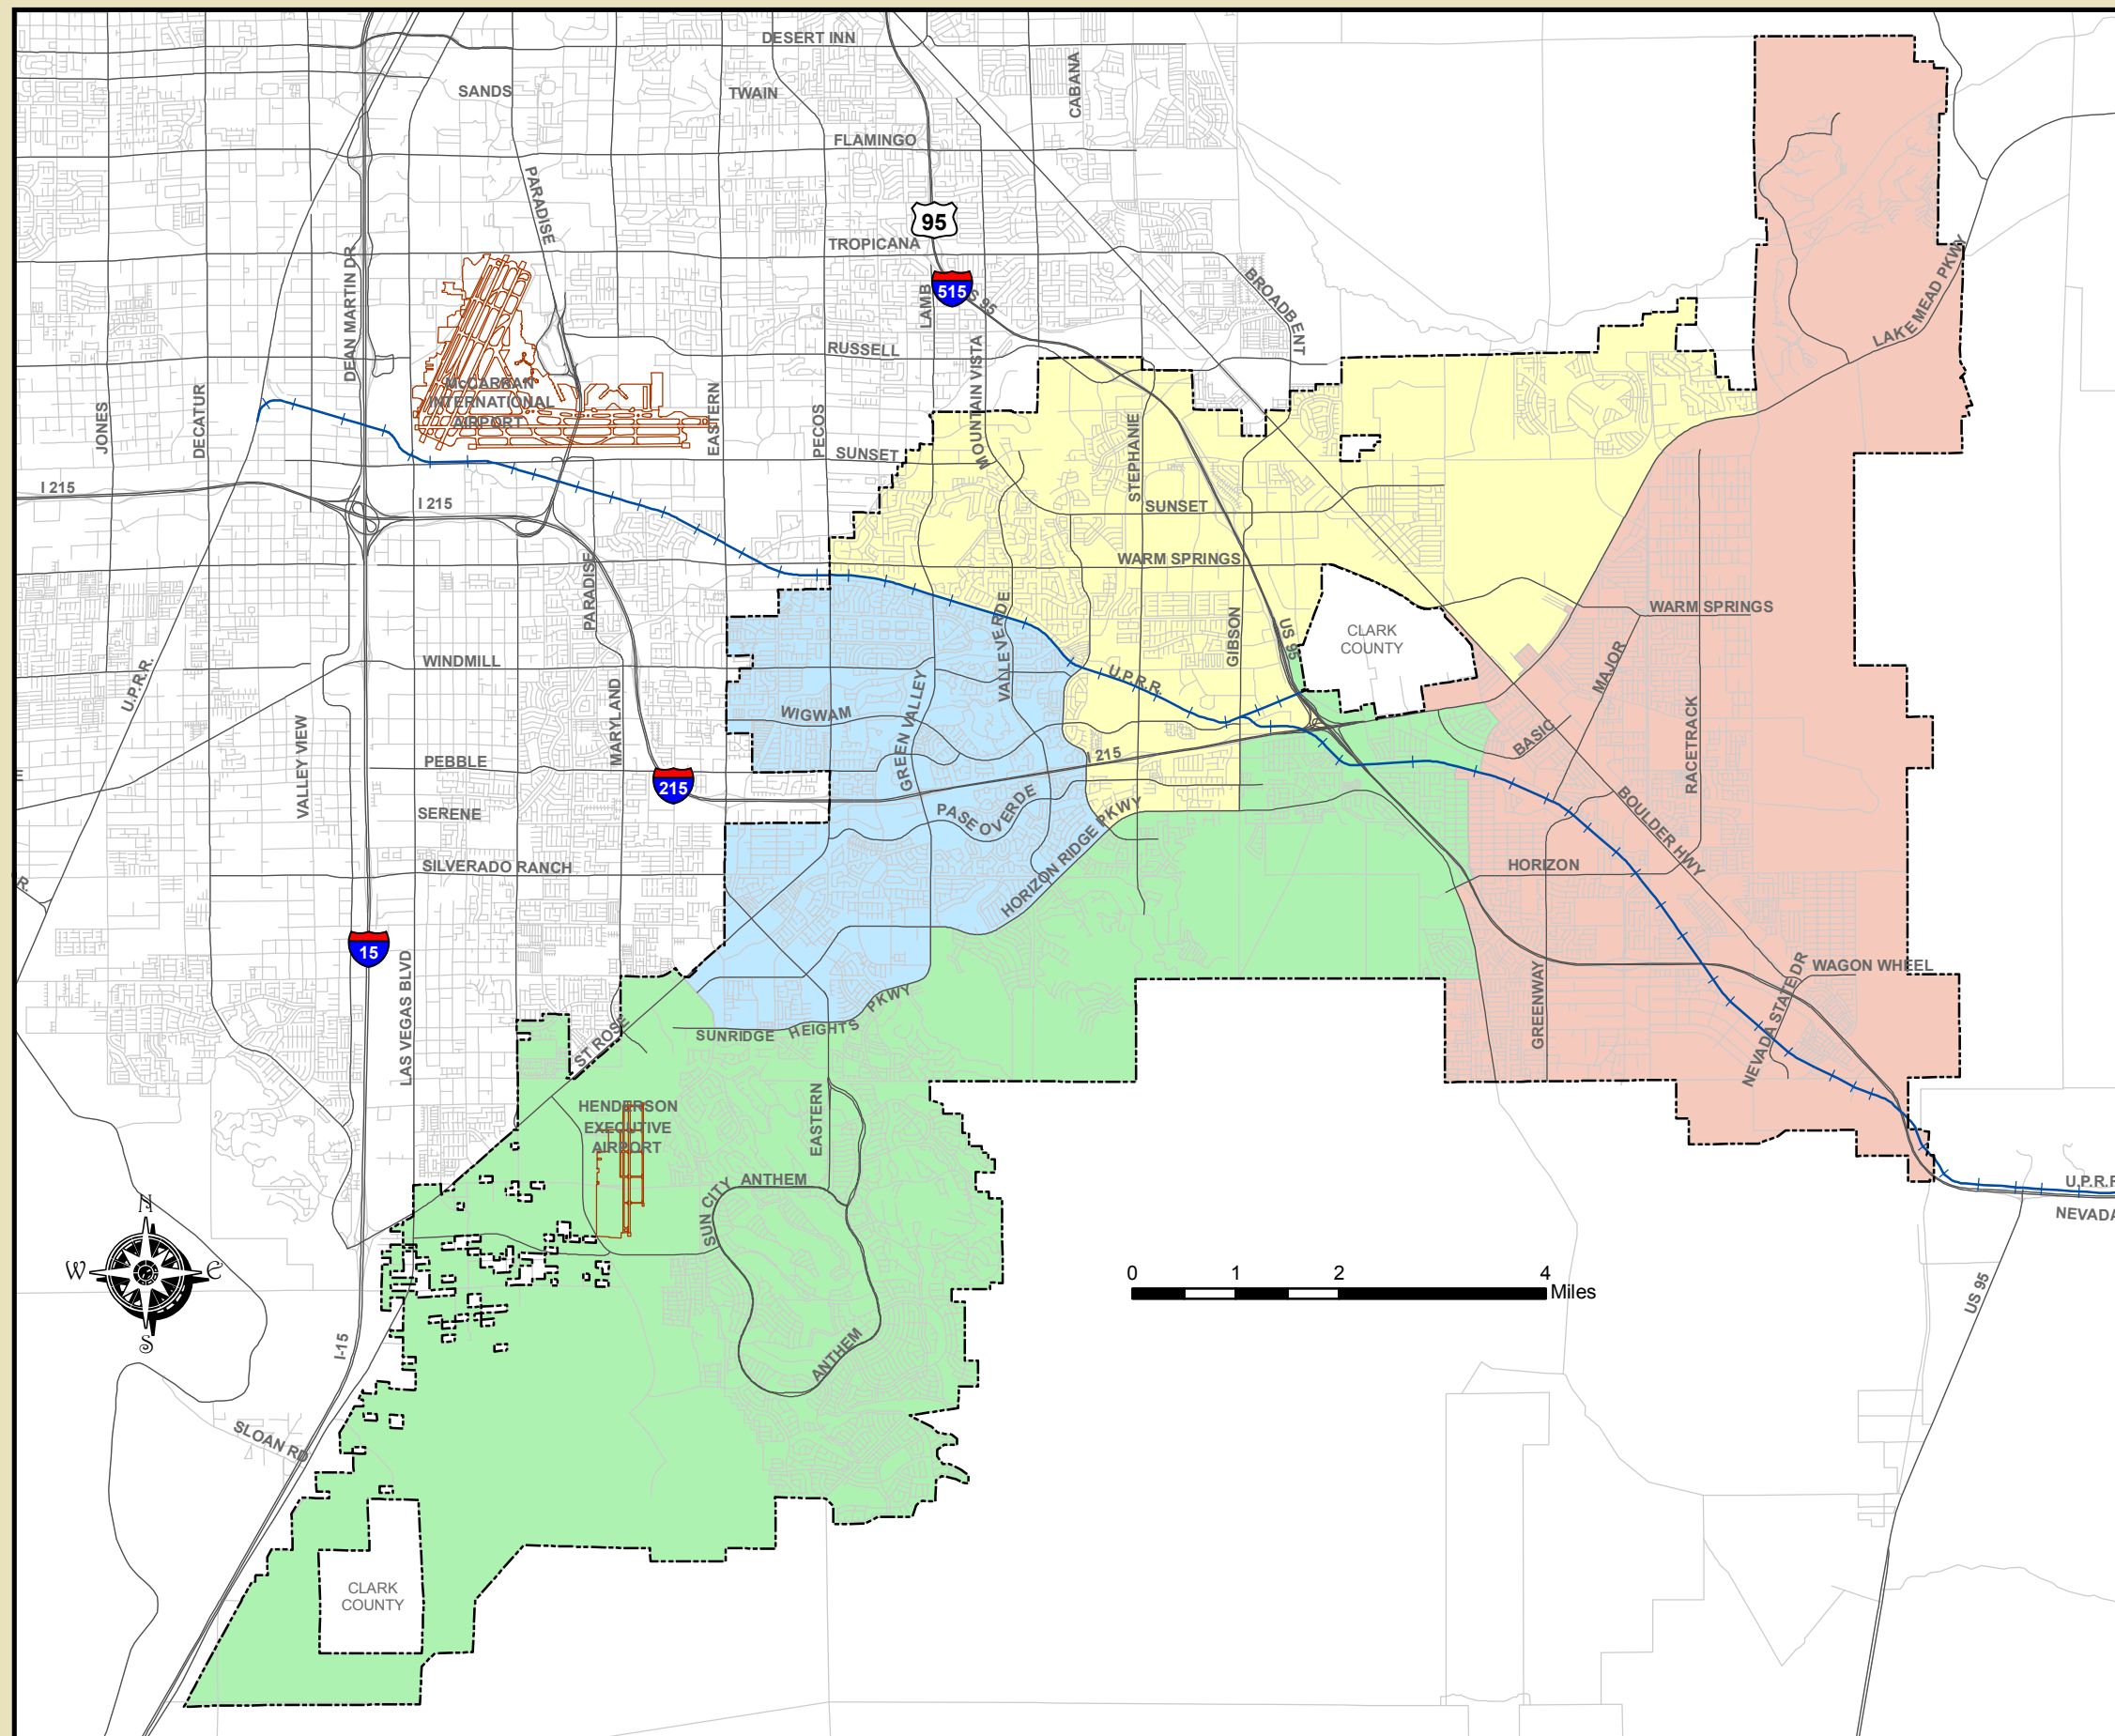 DESERT INN
SANDS
TWAIN
CABANA
FLAMINGO
PARADISE
95
TROPICANA
DEAN MARTIN DR
BROADBENT
LAKE MEAD PKWY
515
S 95
LAMB
RUSSELL
MOUNTAIN VISTA
McCARRAN
INTERNATIONAL
AIRPORT
JONES
DECATUR
EASTERN
PECOS
STEPHANIE
SUNSET
I 215
I 215
SUNSET
WARM SPRINGS
PARADISE
VALLE VERDE
GIBSON
US 95
CLARK
COUNTY
WARM SPRINGS
MAJOR
WINDMILL
U.P.R.R.
U.P.R.R.
MARYLAND
WIGWAM
GREEN VALLEY
RACETRACK
BASIC
VALLEY VIEW
PEBBLE
I 215
215
E
SERENE
PASEO VERDE
HORIZON RIDGE PKWY
BOULDER HWY
SILVERADO RANCH
HORIZON
R.
15
LAS VEGAS BLVD
WAGON WHEEL
GREENWAY
NEVADA STATE DR
ST ROSE
SUNRIDGE
HEIGHTS
PKWY
HENDERSON
EXECUTIVE
AIRPORT
EASTERN
SUN CITY
ANTHEM
U.P.R.R
NEVADA
N
W
E
S
0 1 2 4
Miles
US 95
I-15
ANTHEM
SLOAN RD
CLARK
COUNTY